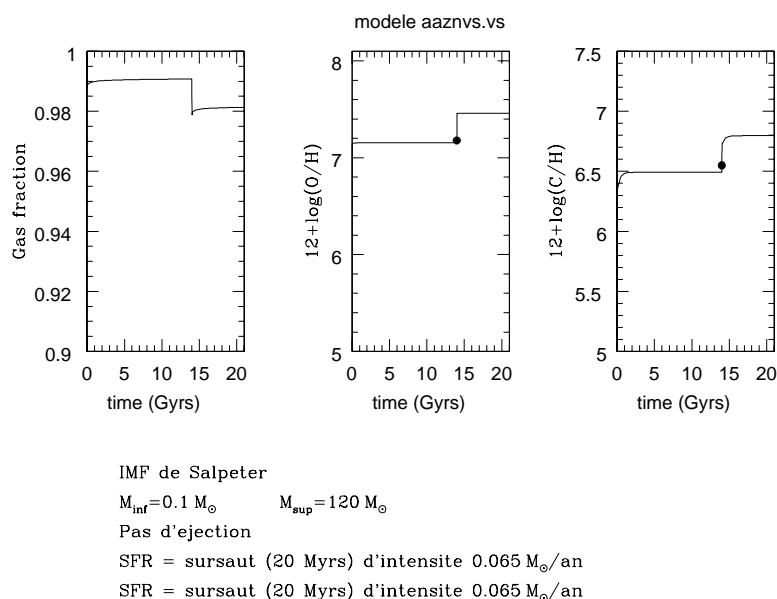 modele aaznvs.vs
Gas fraction
1
0.98
0.96
0.94
0.92
0.9
0 5 10 15 20
time (Gyrs)
12+log(O/H)
8
7
6
5
0 5 10 15 20
time (Gyrs)
12+log(C/H)
7.5
7
6.5
6
5.5
5
0 5 10 15 20
time (Gyrs)
IMF de Salpeter
M_inf=0.1 M☉ M_sup=120 M☉
Pas d'ejection
SFR = sursaut (20 Myrs) d'intensite 0.065 M☉/an
SFR = sursaut (20 Myrs) d'intensite 0.065 M☉/an